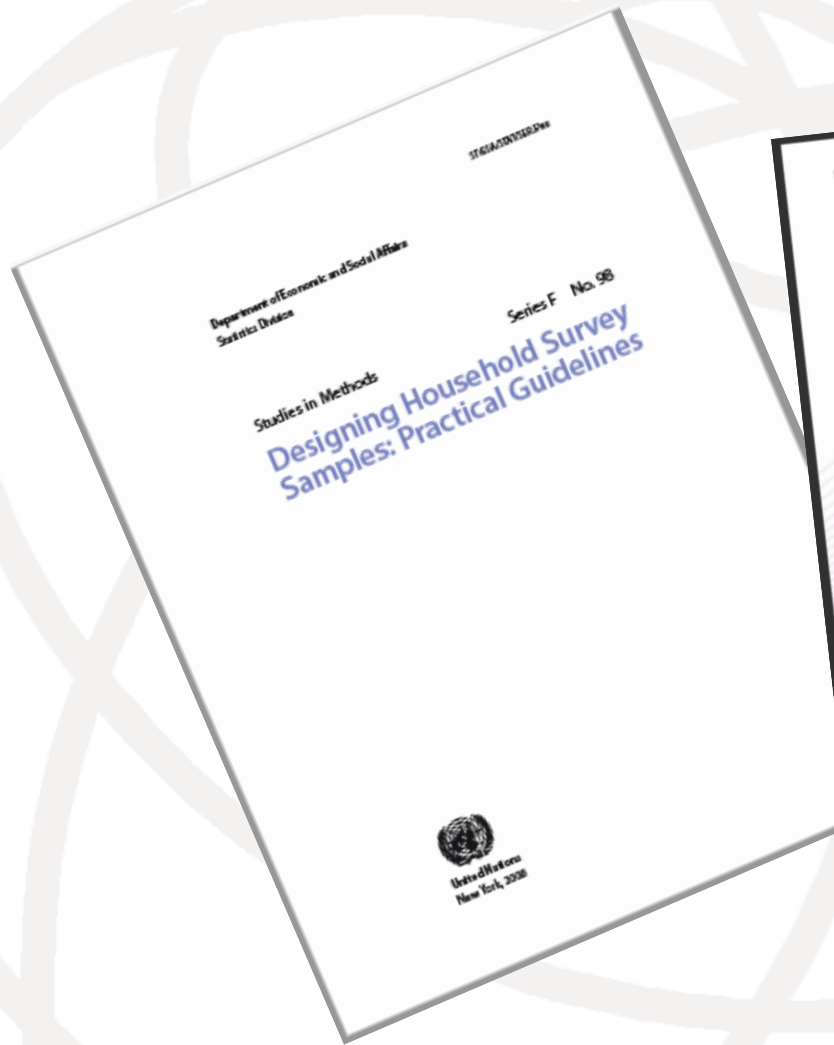 Department of Economic and Social Affairs
Statistics Division
Series F No. 98
Studies in Methods
Designing Household Survey
Samples: Practical Guidelines
United Nations
New York, 2008